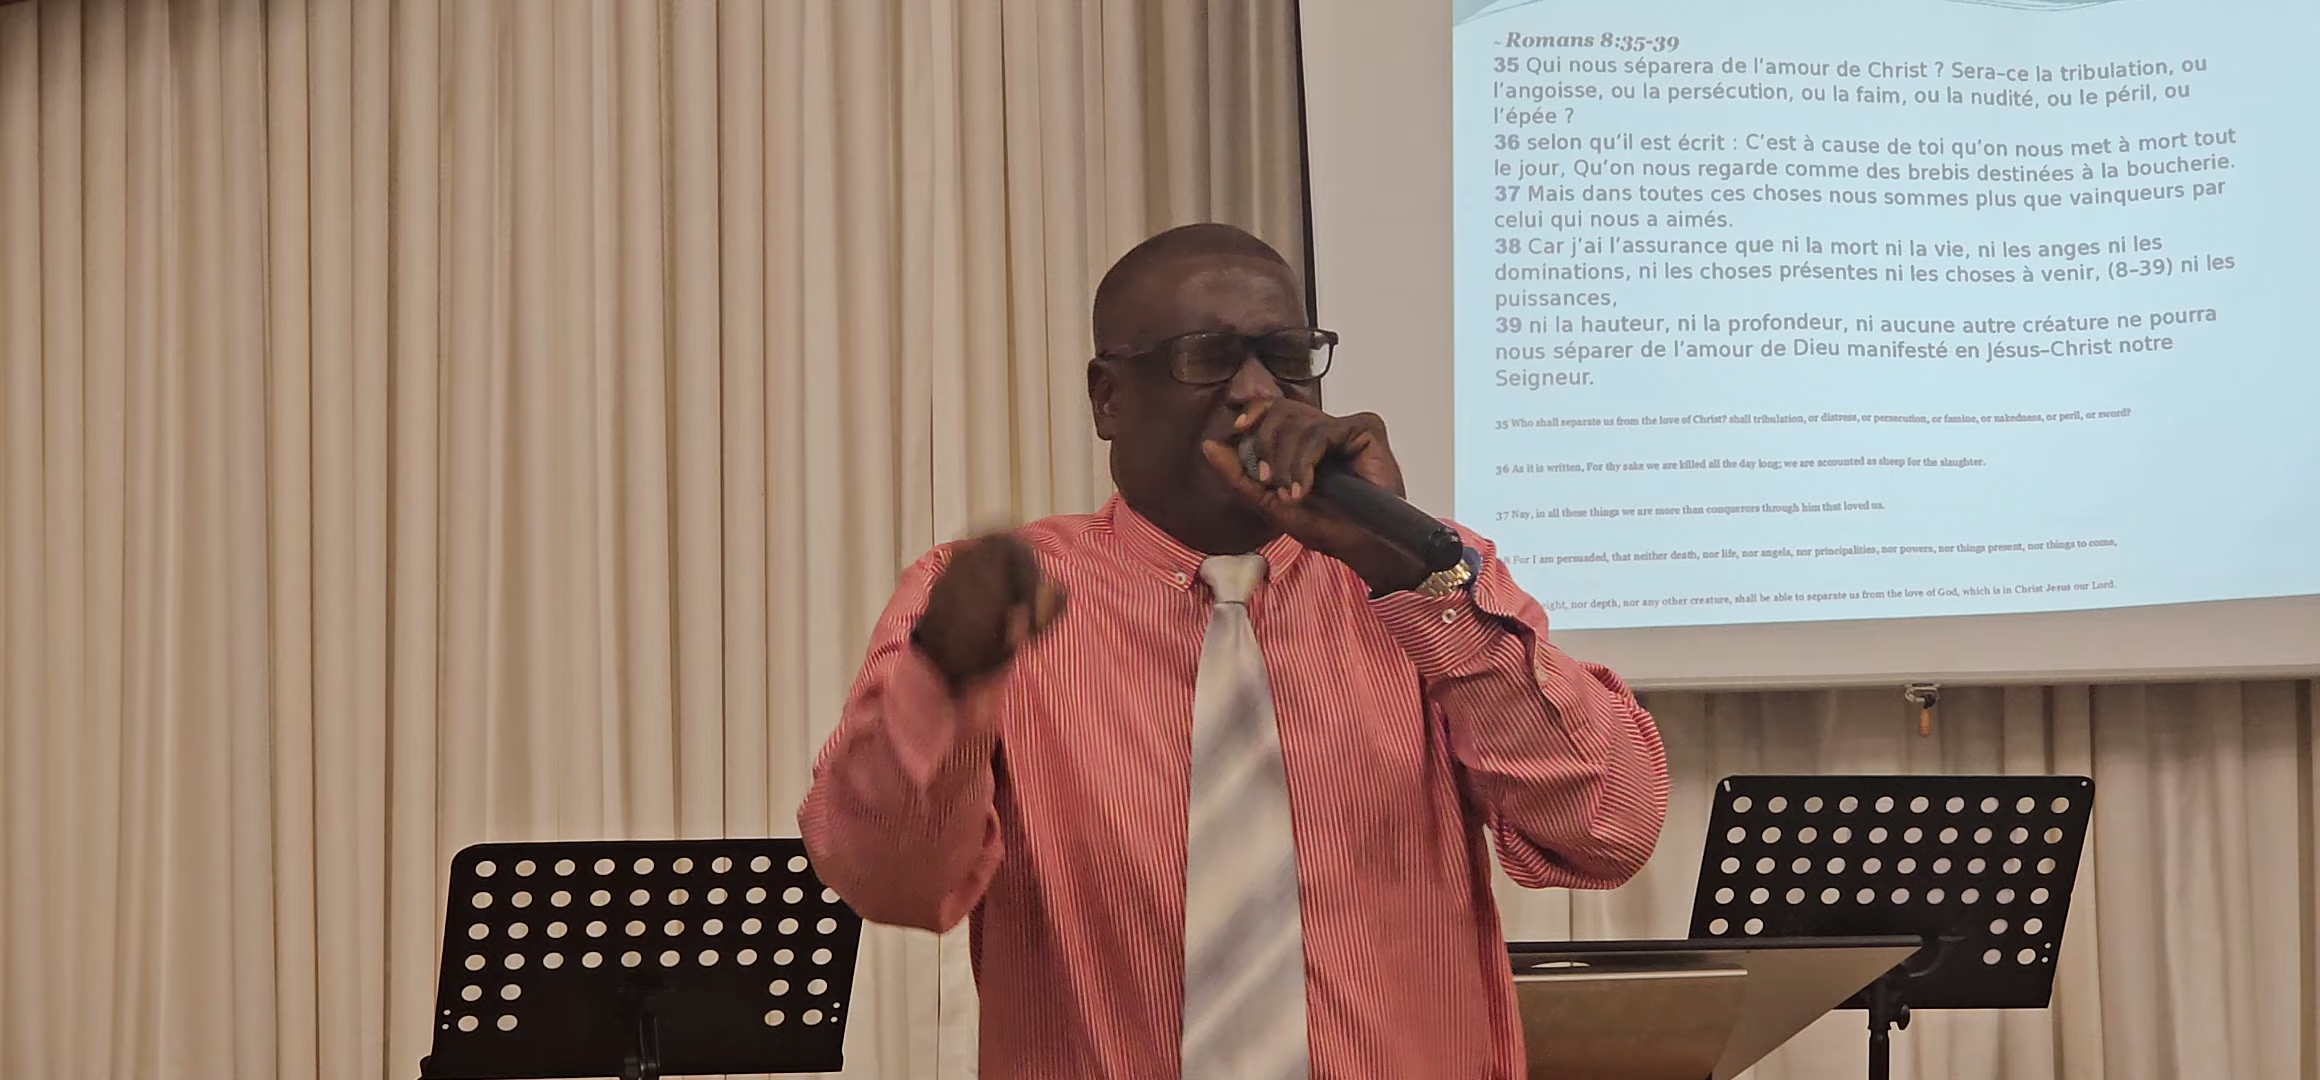 - Romans 8:35-39
35 Qui nous séparera de l'amour de Christ ? Sera-ce la tribulation, ou
l'angoisse, ou la persécution, ou la faim, ou la nudité, ou le péril, ou
l'épée ?
36 selon qu'il est écrit : C'est à cause de toi qu'on nous met à mort tout
le jour, Qu'on nous regarde comme des brebis destinées à la boucherie.
37 Mais dans toutes ces choses nous sommes plus que vainqueurs par
celui qui nous a aimés.
38 Car j'ai l'assurance que ni la mort ni la vie, ni les anges ni les
dominations, ni les choses présentes ni les choses à venir, (8-39) ni les
puissances,
39 ni la hauteur, ni la profondeur, ni aucune autre créature ne pourra
nous séparer de l'amour de Dieu manifesté en Jésus-Christ notre
Seigneur.
35 Who shall separate us from the love of Christ? shall tribulation, or distress, or persecution, or famine, or nakedness, or peril, or sword?
36 As it is written, For thy sake we are killed all the day long; we are accounted as sheep for the slaughter.
37 Nay, in all these things we are more than conquerors through him that loved us.
For I am persuaded, that neither death, nor life, nor angels, nor principalities, nor powers, nor things present, nor things to come,
nor depth, nor any other creature, shall be able to separate us from the love of God, which is in Christ Jesus our Lord.